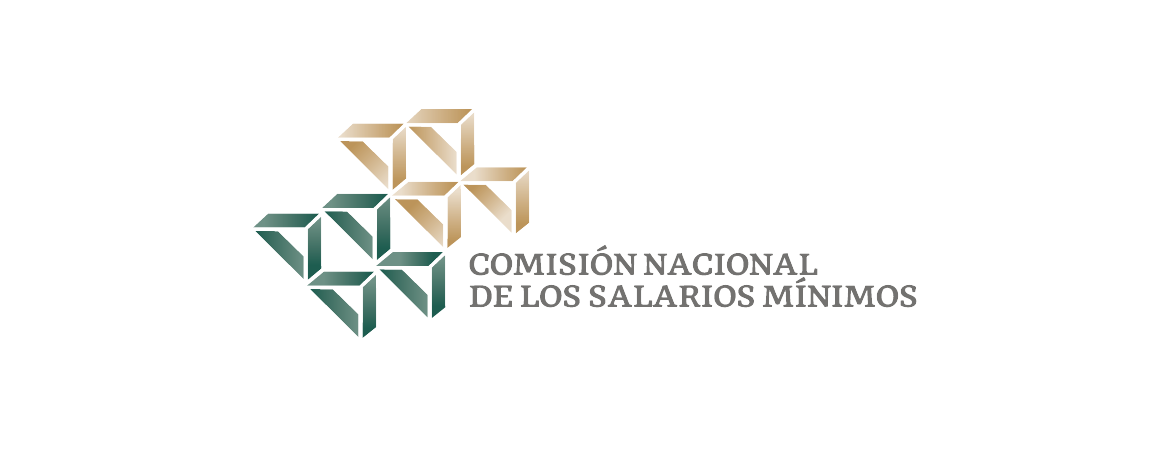 COMISIÓN NACIONAL
DE LOS SALARIOS MÍNIMOS